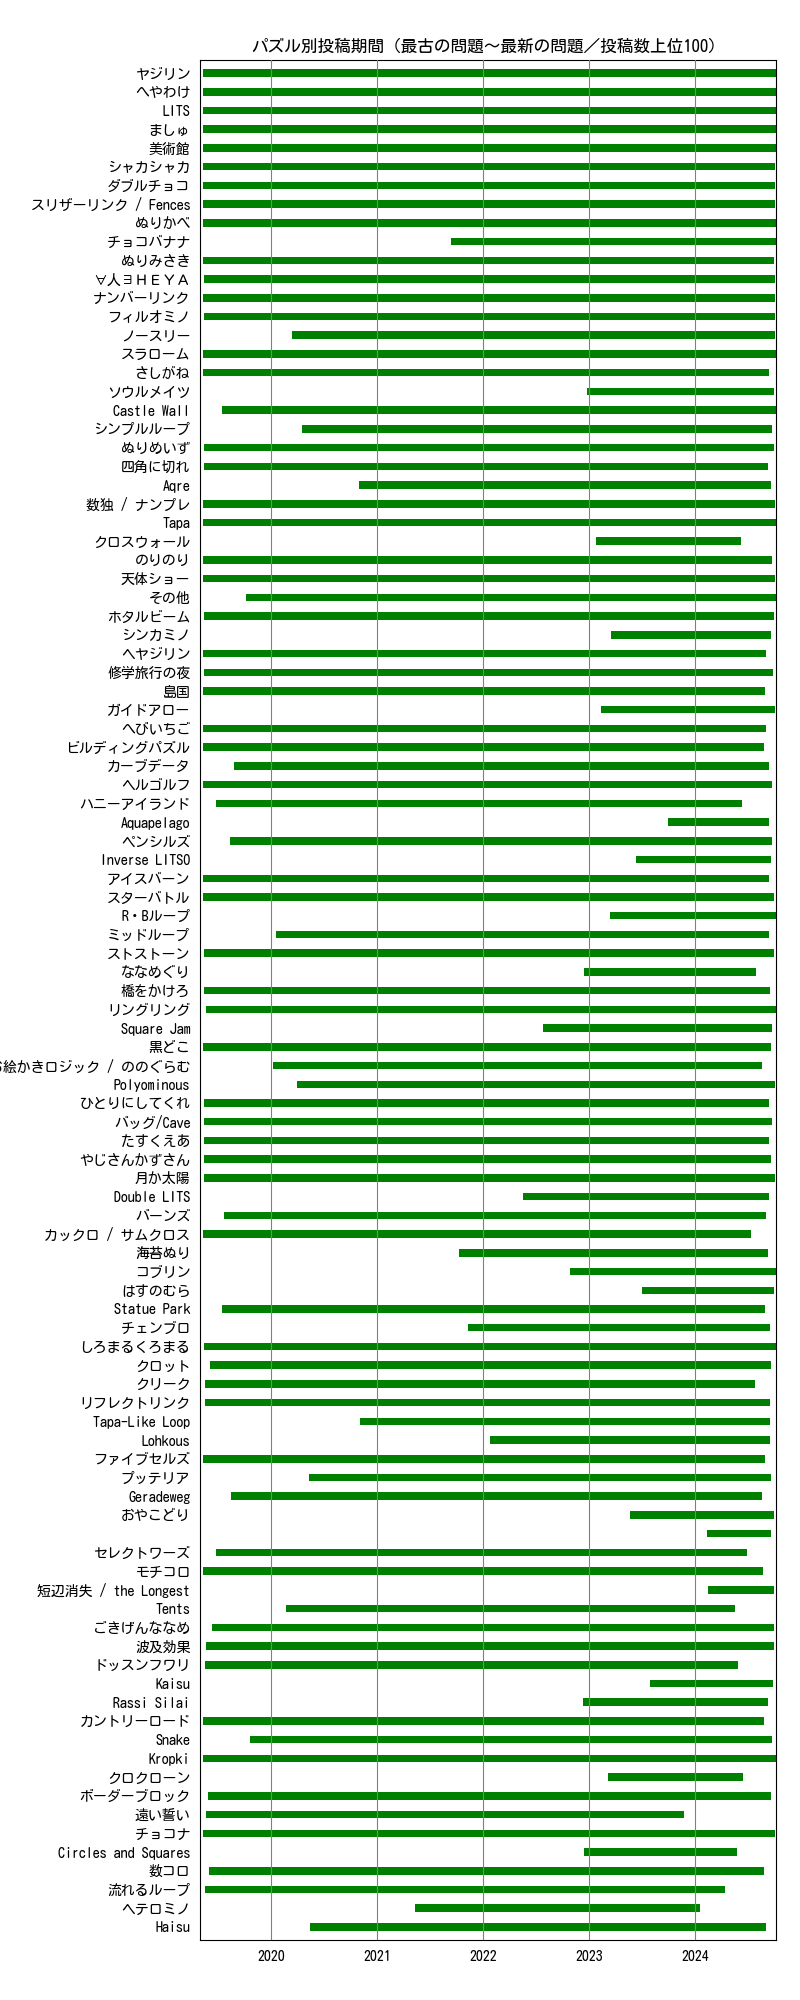 パズル別投稿期間（最古の問題～最新の問題／投稿数上位100）
ヤジリン
へやわけ
LITS
ましゅ
美術館
シャカシャカ
ダブルチョコ
スリザーリンク / Fences
ぬりかべ
チョコバナナ
ぬりみさき
∀人∃ＨＥＹＡ
ナンバーリンク
フィルオミノ
ノースリー
スラローム
さしがね
ソウルメイツ
Castle Wall
シンプルループ
ぬりめいず
四角に切れ
Aqre
数独 / ナンプレ
Tapa
クロスウォール
のりのり
天体ショー
その他
ホタルビーム
シンカミノ
ヘヤジリン
修学旅行の夜
島国
ガイドアロー
へびいちご
ビルディングパズル
カーブデータ
ヘルゴルフ
ハニーアイランド
Aquapelago
ペンシルズ
Inverse LITSO
アイスバーン
スターバトル
R・Bループ
ミッドループ
ストストーン
ななめぐり
橋をかけろ
リングリング
Square Jam
黒どこ
絵かきロジック / ののぐらむ
Polyominous
ひとりにしてくれ
バッグ/Cave
たすくえあ
やじさんかずさん
月か太陽
Double LITS
バーンズ
カックロ / サムクロス
海苔ぬり
コブリン
はすのむら
Statue Park
チェンブロ
しろまるくろまる
クロット
クリーク
リフレクトリンク
Tapa-Like Loop
Lohkous
ファイブセルズ
プッテリア
Geradeweg
おやこどり
セレクトワーズ
モチコロ
短辺消失 / the Longest
Tents
ごきげんななめ
波及効果
ドッスンフワリ
Kaisu
Rassi Silai
カントリーロード
Snake
Kropki
クロクローン
ボーダーブロック
遠い誓い
チョコナ
Circles and Squares
数コロ
流れるループ
ヘテロミノ
Haisu
2020 2021 2022 2023 2024